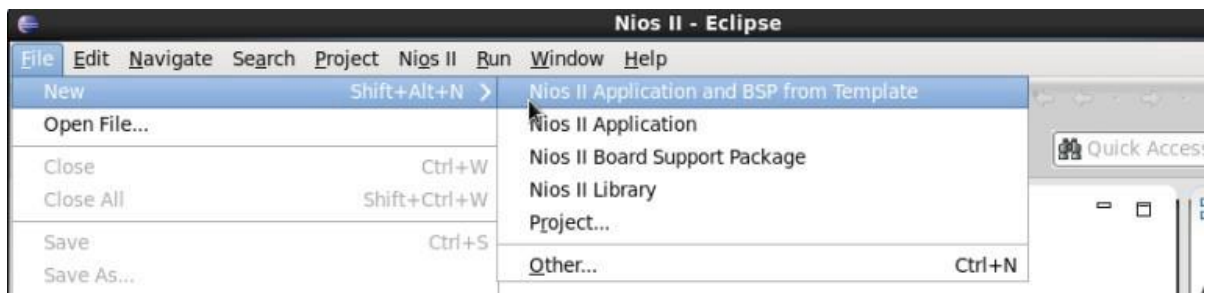 Nios II - Eclipse
File Edit Navigate Search Project Nios II Run Window Help
New Shift+Alt+N >
Open File...
Close Ctrl+W
Close All Shift+Ctrl+W
Save Ctrl+S
Save As...
Nios II Application and BSP from Template
Nios II Application
Nios II Board Support Package
Nios II Library
Project...
Other... Ctrl+N
Quick Access